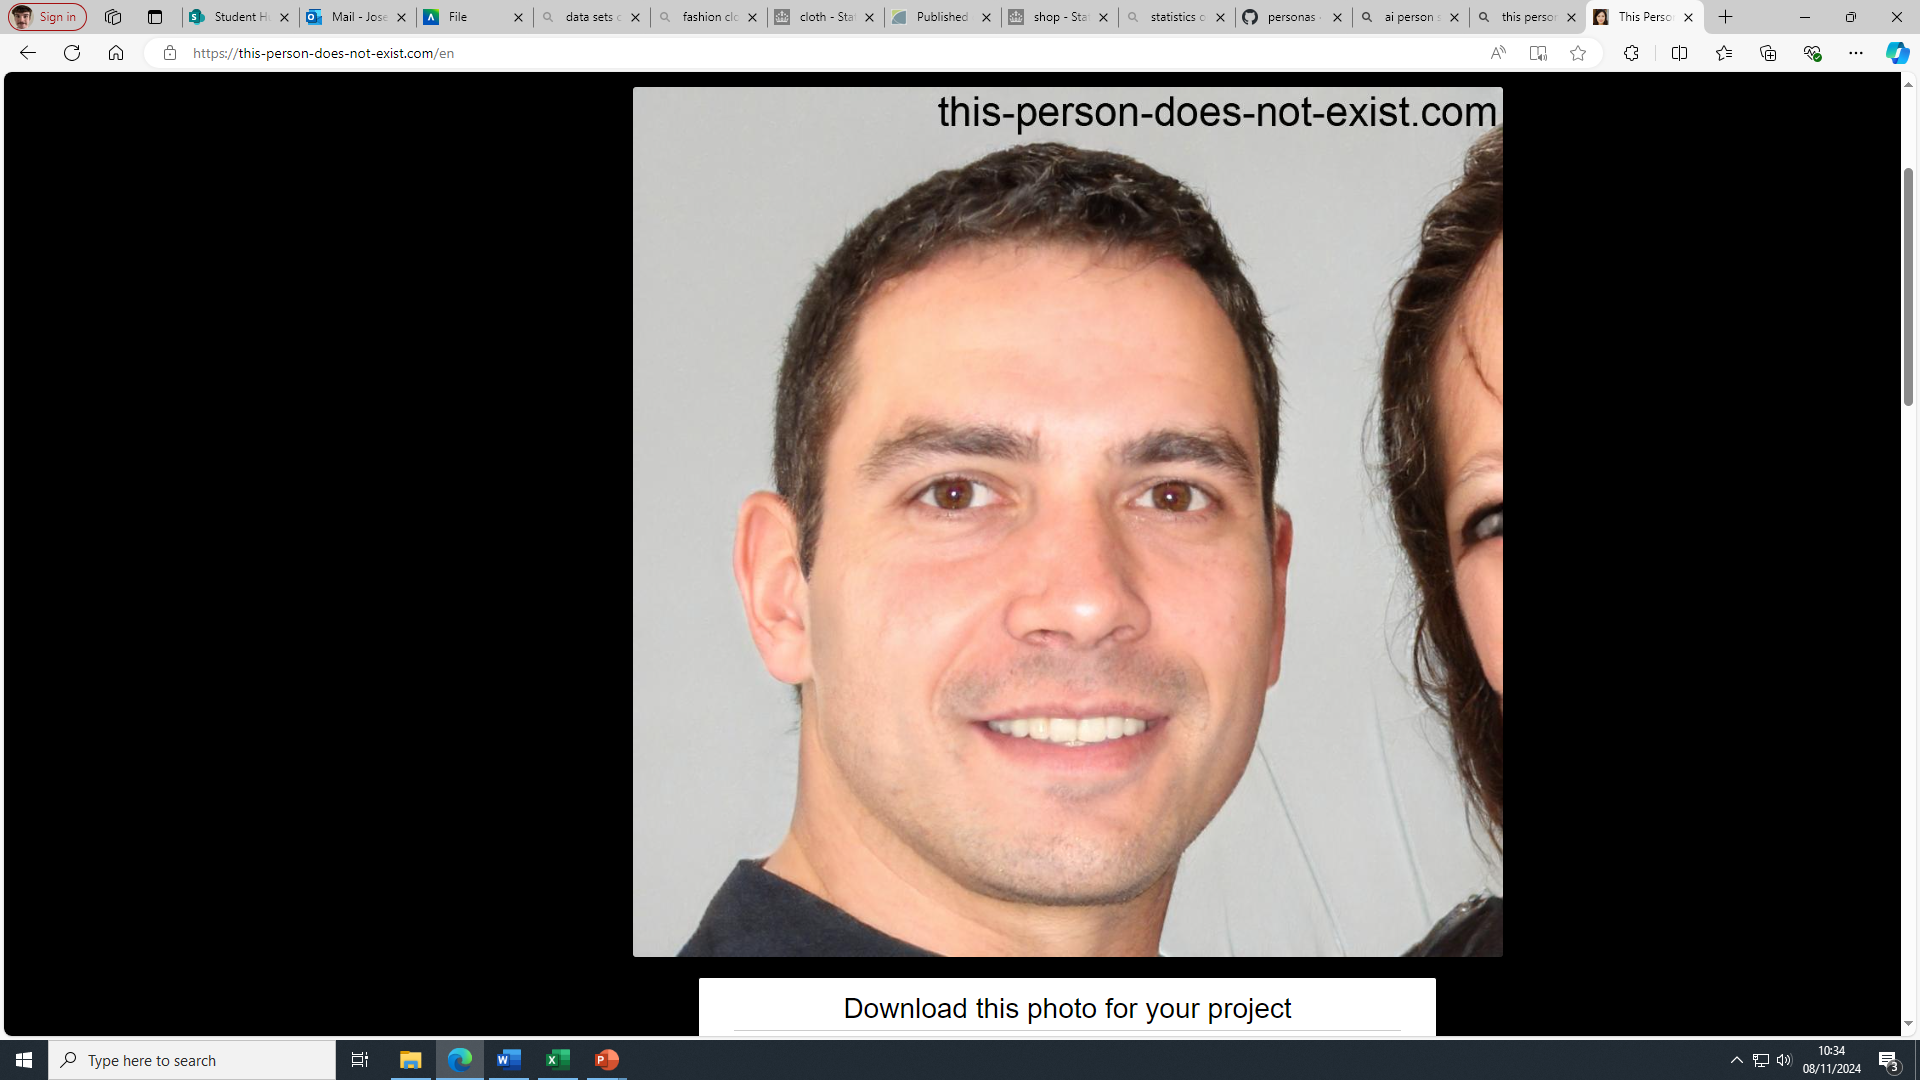 Sign in
Student H
Mail - Jose
File
data sets c
fashion clo
cloth - Sta
Published
shop - Sta
statistics o
personas
ai person s
this person
This Perso
https://this-person-does-not-exist.com/en
this-person-does-not-exist.com
Download this photo for your project
Type here to search
10:34
08/11/2024
3